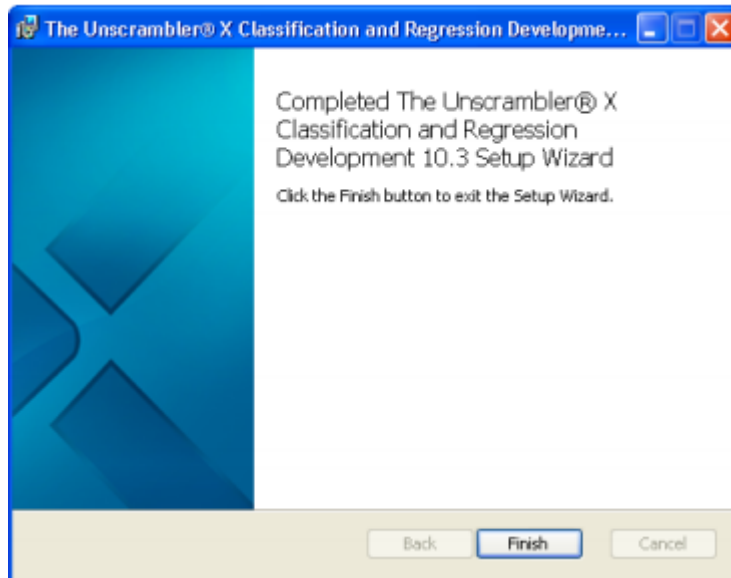 The Unscrambler® X Classification and Regression Developme...
Completed The Unscrambler® X
Classification and Regression
Development 10.3 Setup Wizard
Click the Finish button to exit the Setup Wizard.
Back
Finish
Cancel